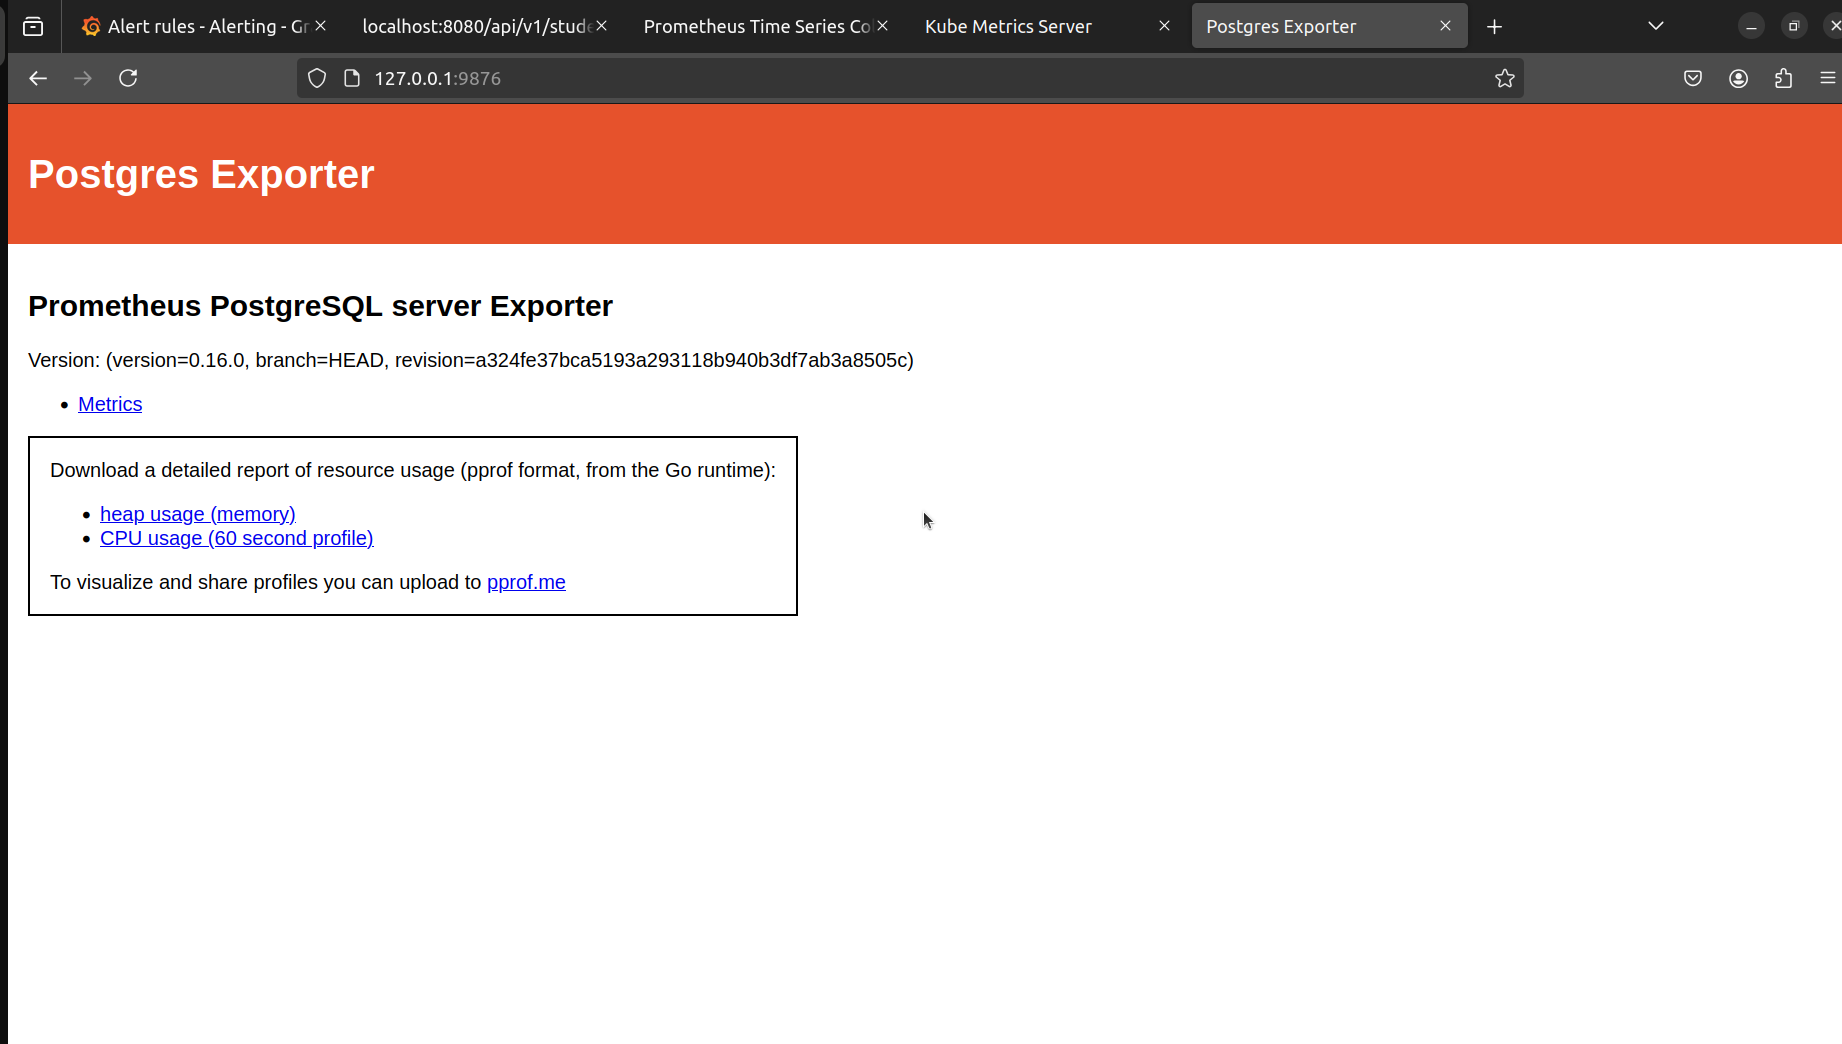 Alert rules - Alerting - Gr
localhost:8080/api/v1/stude
Prometheus Time Series Co
Kube Metrics Server
Postgres Exporter
127.0.0.1:9876
Postgres Exporter
Prometheus PostgreSQL server Exporter
Version: (version=0.16.0, branch=HEAD, revision=a324fe37bca5193a293118b940b3df7ab3a8505c)
Metrics
Download a detailed report of resource usage (pprof format, from the Go runtime):
heap usage (memory)
CPU usage (60 second profile)
To visualize and share profiles you can upload to pprof.me